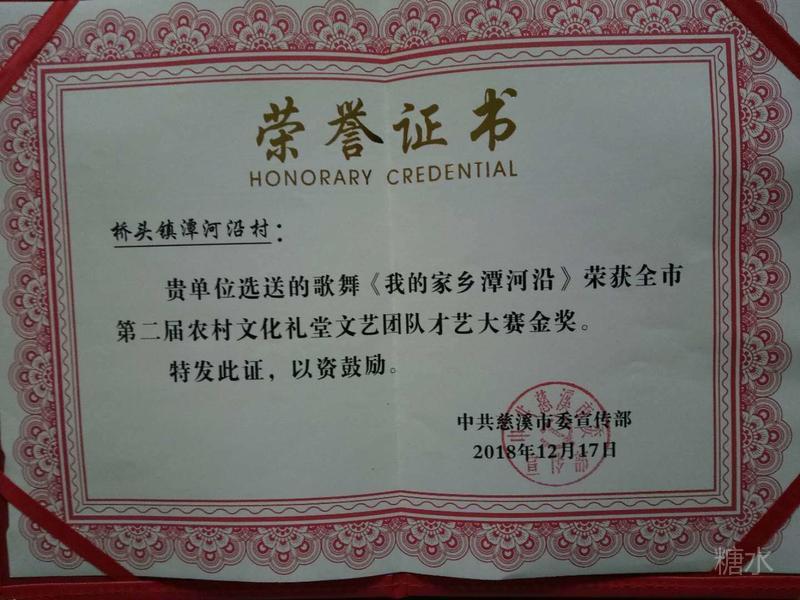 荣誉证书
HONORARY CREDENTIAL
桥头镇潭河沿村：
贵单位选送的歌舞《我的家乡潭河沿》荣获全市
第二届农村文化礼堂文艺团队才艺大赛金奖。
特发此证，以资鼓励。
中共慈溪市委宣传部
2018年12月17日
糖水